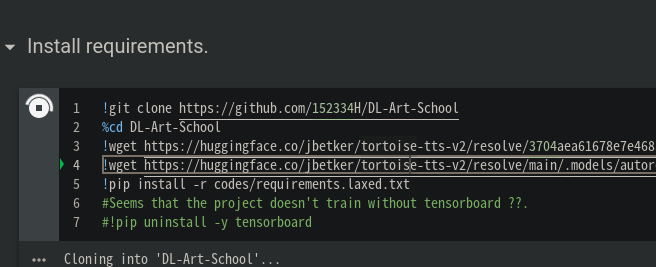 Install requirements.
1 !git clone https://github.com/152334H/DL-Art-School
2 %cd DL-Art-School
3 !wget https://huggingface.co/jbetker/tortoise-tts-v2/resolve/3704aea61678e7e468
4 !wget https://huggingface.co/jbetker/tortoise-tts-v2/resolve/main/.models/autor
5 !pip install -r codes/requirements.laxed.txt
6 #Seems that the project doesn't train without tensorboard ??.
7 #!pip uninstall -y tensorboard
Cloning into 'DL-Art-School'...